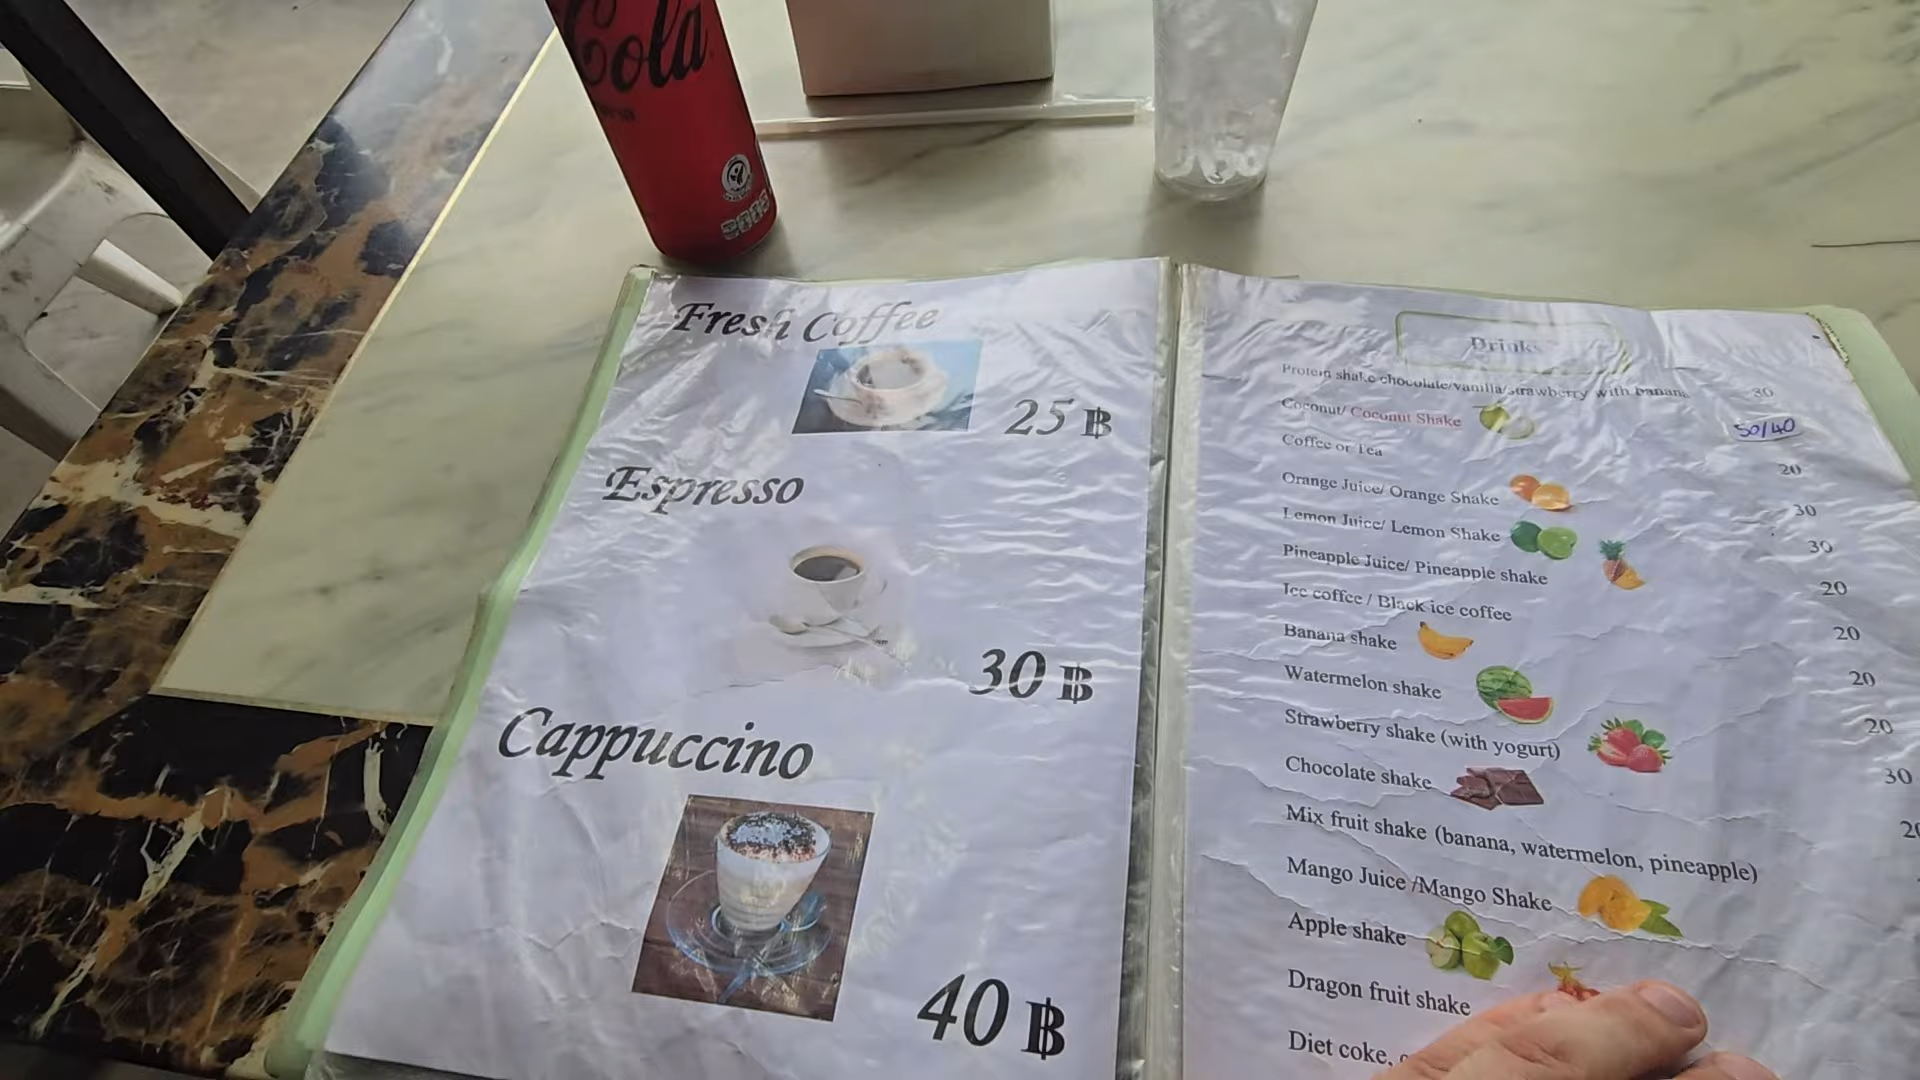 Cola
Fresh Coffee
25 ฿
Espresso
30 ฿
Cappuccino
40 ฿
Drinks
Protein shake chocolate/vanilla/strawberry with banana 30
Coconut/ Coconut Shake 50/40
Coffee or Tea 20
Orange Juice/ Orange Shake 30
Lemon Juice/ Lemon Shake 30
Pineapple Juice/ Pineapple shake 20
Ice coffee / Black ice coffee 20
Banana shake 20
Watermelon shake 20
Strawberry shake (with yogurt) 30
Chocolate shake
Mix fruit shake (banana, watermelon, pineapple)
Mango Juice /Mango Shake
Apple shake
Dragon fruit shake
Diet coke,